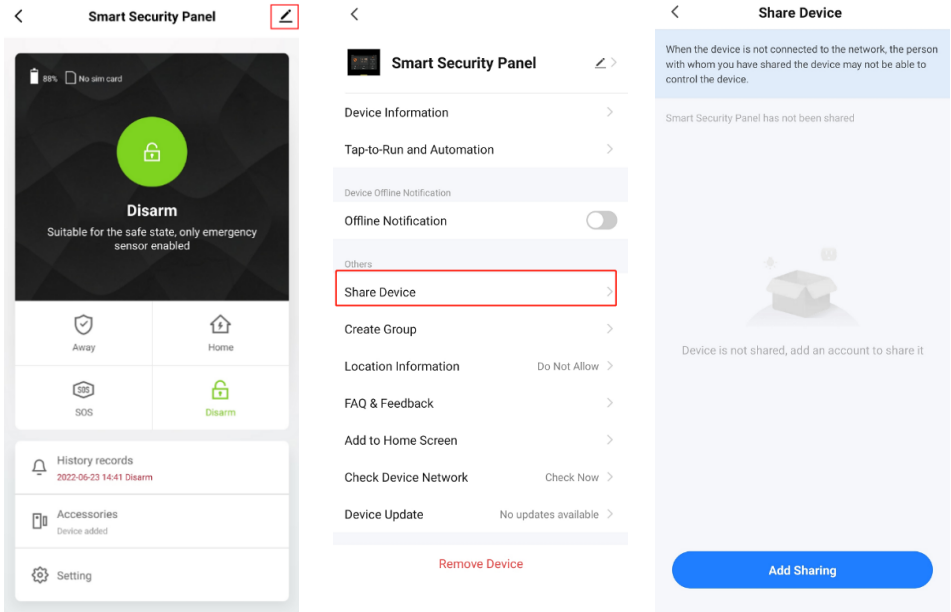 Smart Security Panel
88%
No sim card
Disarm
Suitable for the safe state, only emergency
sensor enabled
Away
Home
SOS
SOS
Disarm
History records
2022-06-23 14:41 Disarm
Accessories
Device added
Setting
Smart Security Panel
Device Information
Tap-to-Run and Automation
Device Offline Notification
Offline Notification
Others
Share Device
Create Group
Location Information Do Not Allow
FAQ & Feedback
Add to Home Screen
Check Device Network Check Now
Device Update No updates available
Remove Device
Share Device
When the device is not connected to the network, the person
with whom you have shared the device may not be able to
control the device.
Smart Security Panel has not been shared
Device is not shared, add an account to share it
Add Sharing